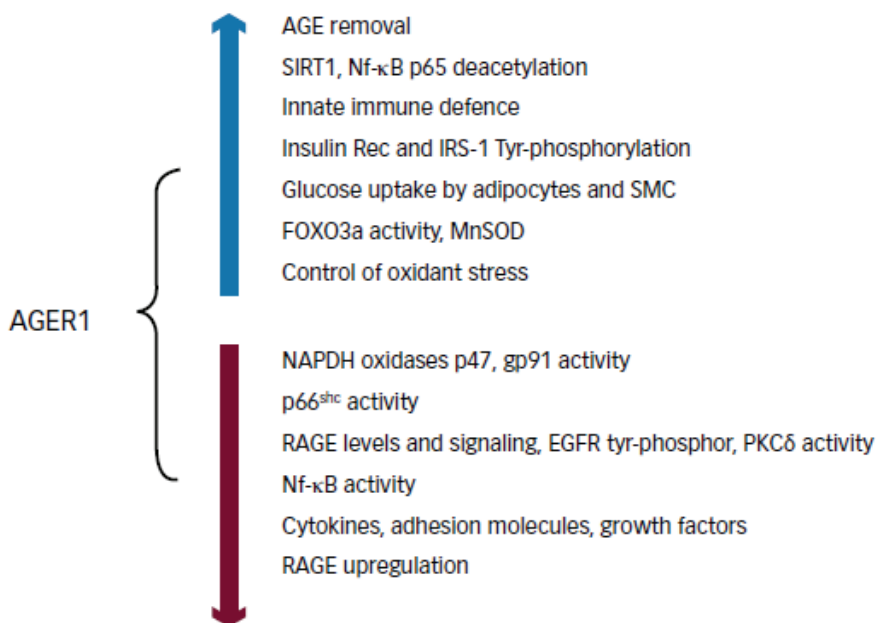 AGE removal
SIRT1, Nf-κB p65 deacetylation
Innate immune defence
Insulin Rec and IRS-1 Tyr-phosphorylation
Glucose uptake by adipocytes and SMC
FOXO3a activity, MnSOD
Control of oxidant stress
AGER1
NAPDH oxidases p47, gp91 activity
p66shc activity
RAGE levels and signaling, EGFR tyr-phosphor, PKCδ activity
Nf-κB activity
Cytokines, adhesion molecules, growth factors
RAGE upregulation